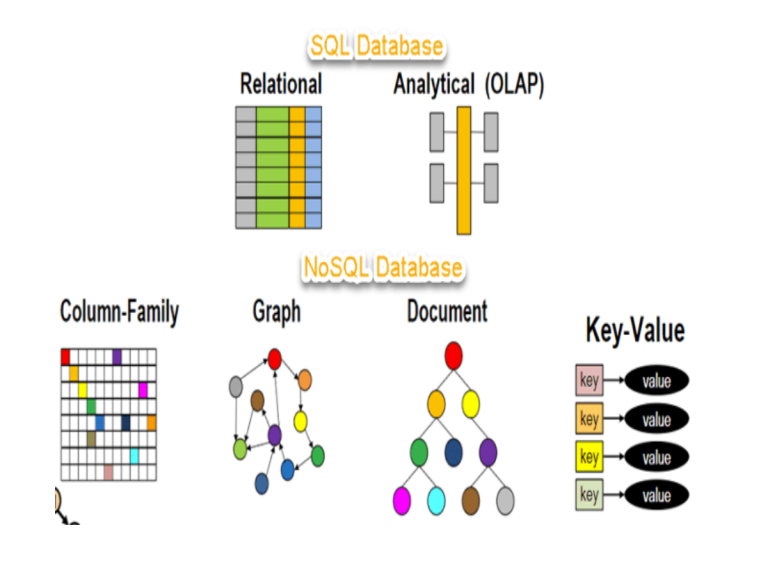 SQL Database
Relational
Analytical (OLAP)
NoSQL Database
Column-Family
Graph
Document
Key-Value
key value
key value
key value
key value